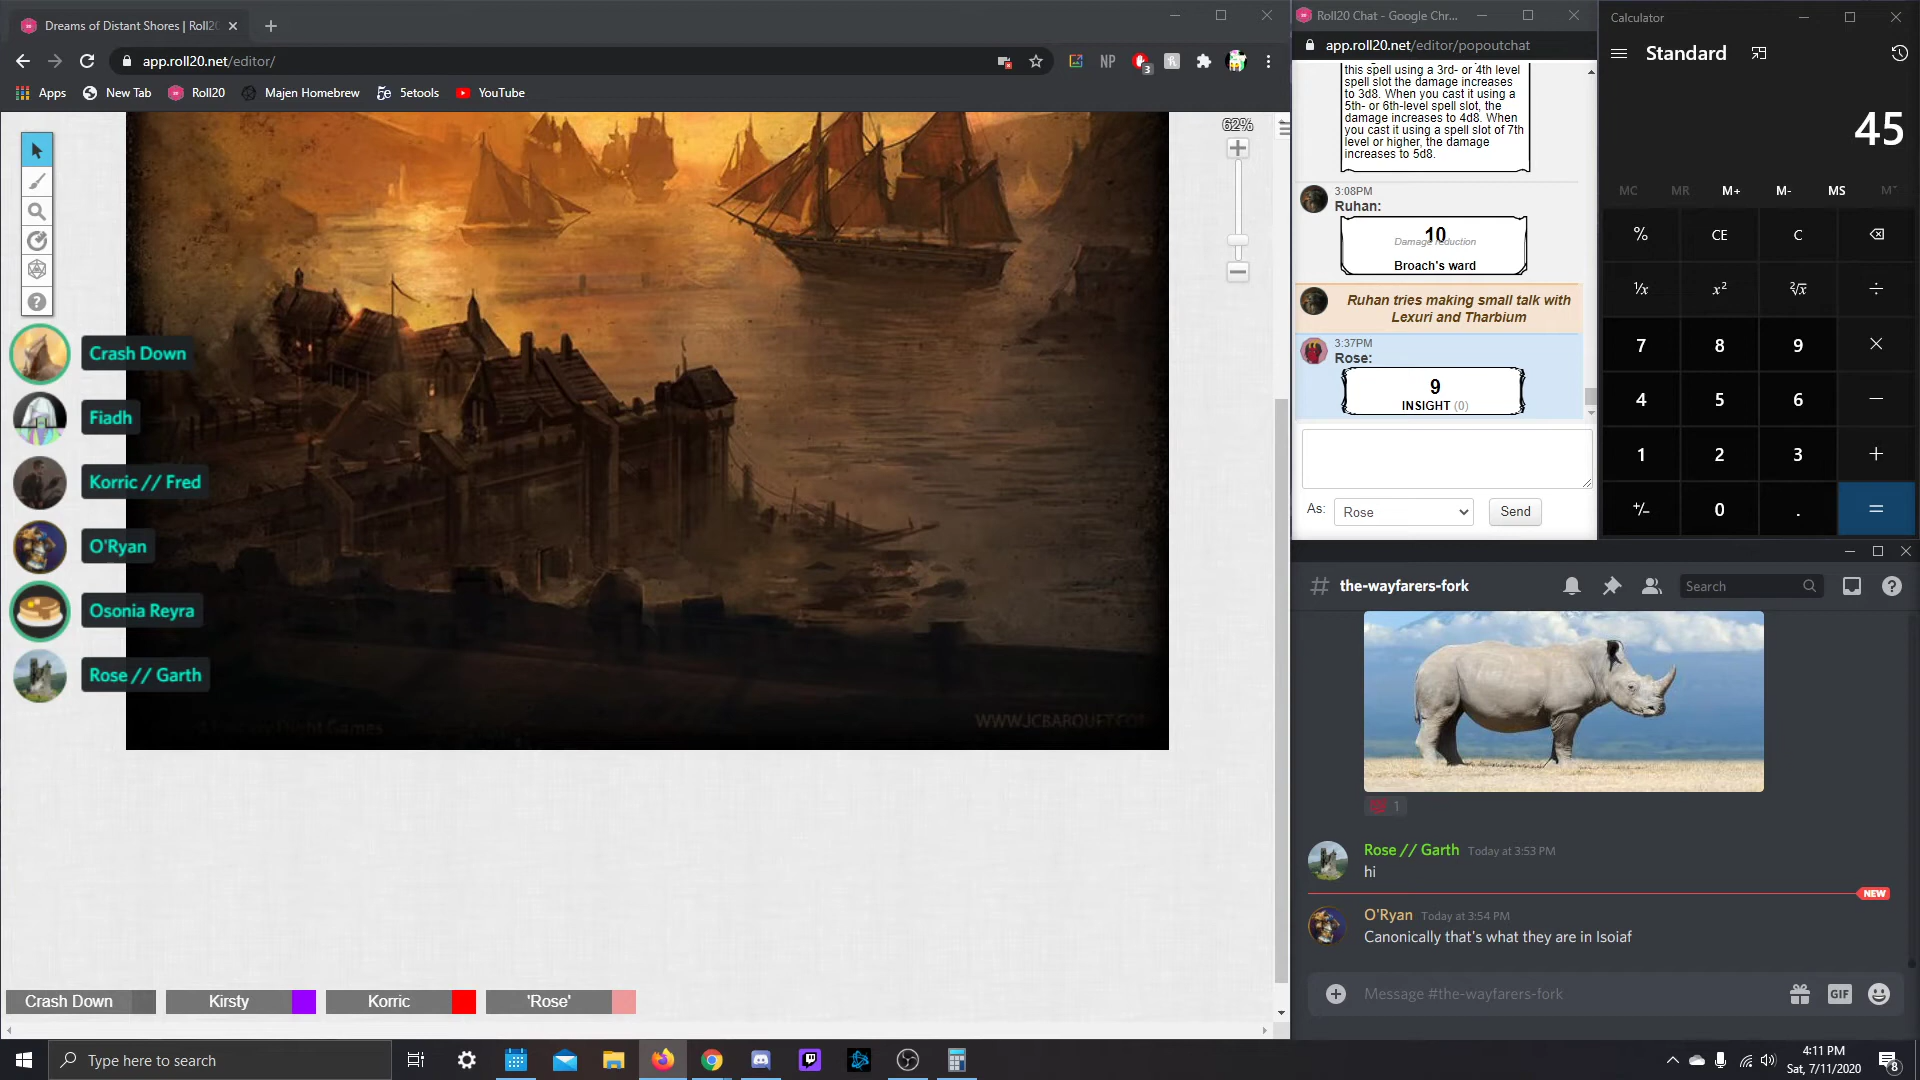 Dreams of Distant Shores | Roll20
app.roll20.net/editor/
NP
3
Apps
New Tab
Roll20
Majen Homebrew
5etools
YouTube
62%
Crash Down
Fiadh
Korric // Fred
O'Ryan
Osonia Reyra
Rose // Garth
WWW.JCBAROUET.COM
Crash Down
Kirsty
Korric
'Rose'
Roll20 Chat - Google Chr...
app.roll20.net/editor/popoutchat
this spell using a 3rd- or 4th level
spell slot the damage increases
to 3d8. When you cast it using a
5th- or 6th-level spell slot, the
damage increases to 4d8. When
you cast it using a spell slot of 7th
level or higher, the damage
increases to 5d8.
3:08PM
Ruhan:
10
Damage reduction
Broach's ward
Ruhan tries making small talk with
Lexuri and Tharbium
3:37PM
Rose:
9
INSIGHT (0)
As:
Rose
Send
Calculator
Standard
45
MC MR M+ M- MS M˅
% CE C
¹/x x² ²√x ÷
7 8 9 ×
4 5 6 −
1 2 3 +
+/- 0 . =
# the-wayfarers-fork
Search
1
Rose // Garth Today at 3:53 PM
hi
NEW
O'Ryan Today at 3:54 PM
Canonically that's what they are in Isoiaf
Message #the-wayfarers-fork
GIF
Type here to search
4:11 PM
Sat, 7/11/2020
8